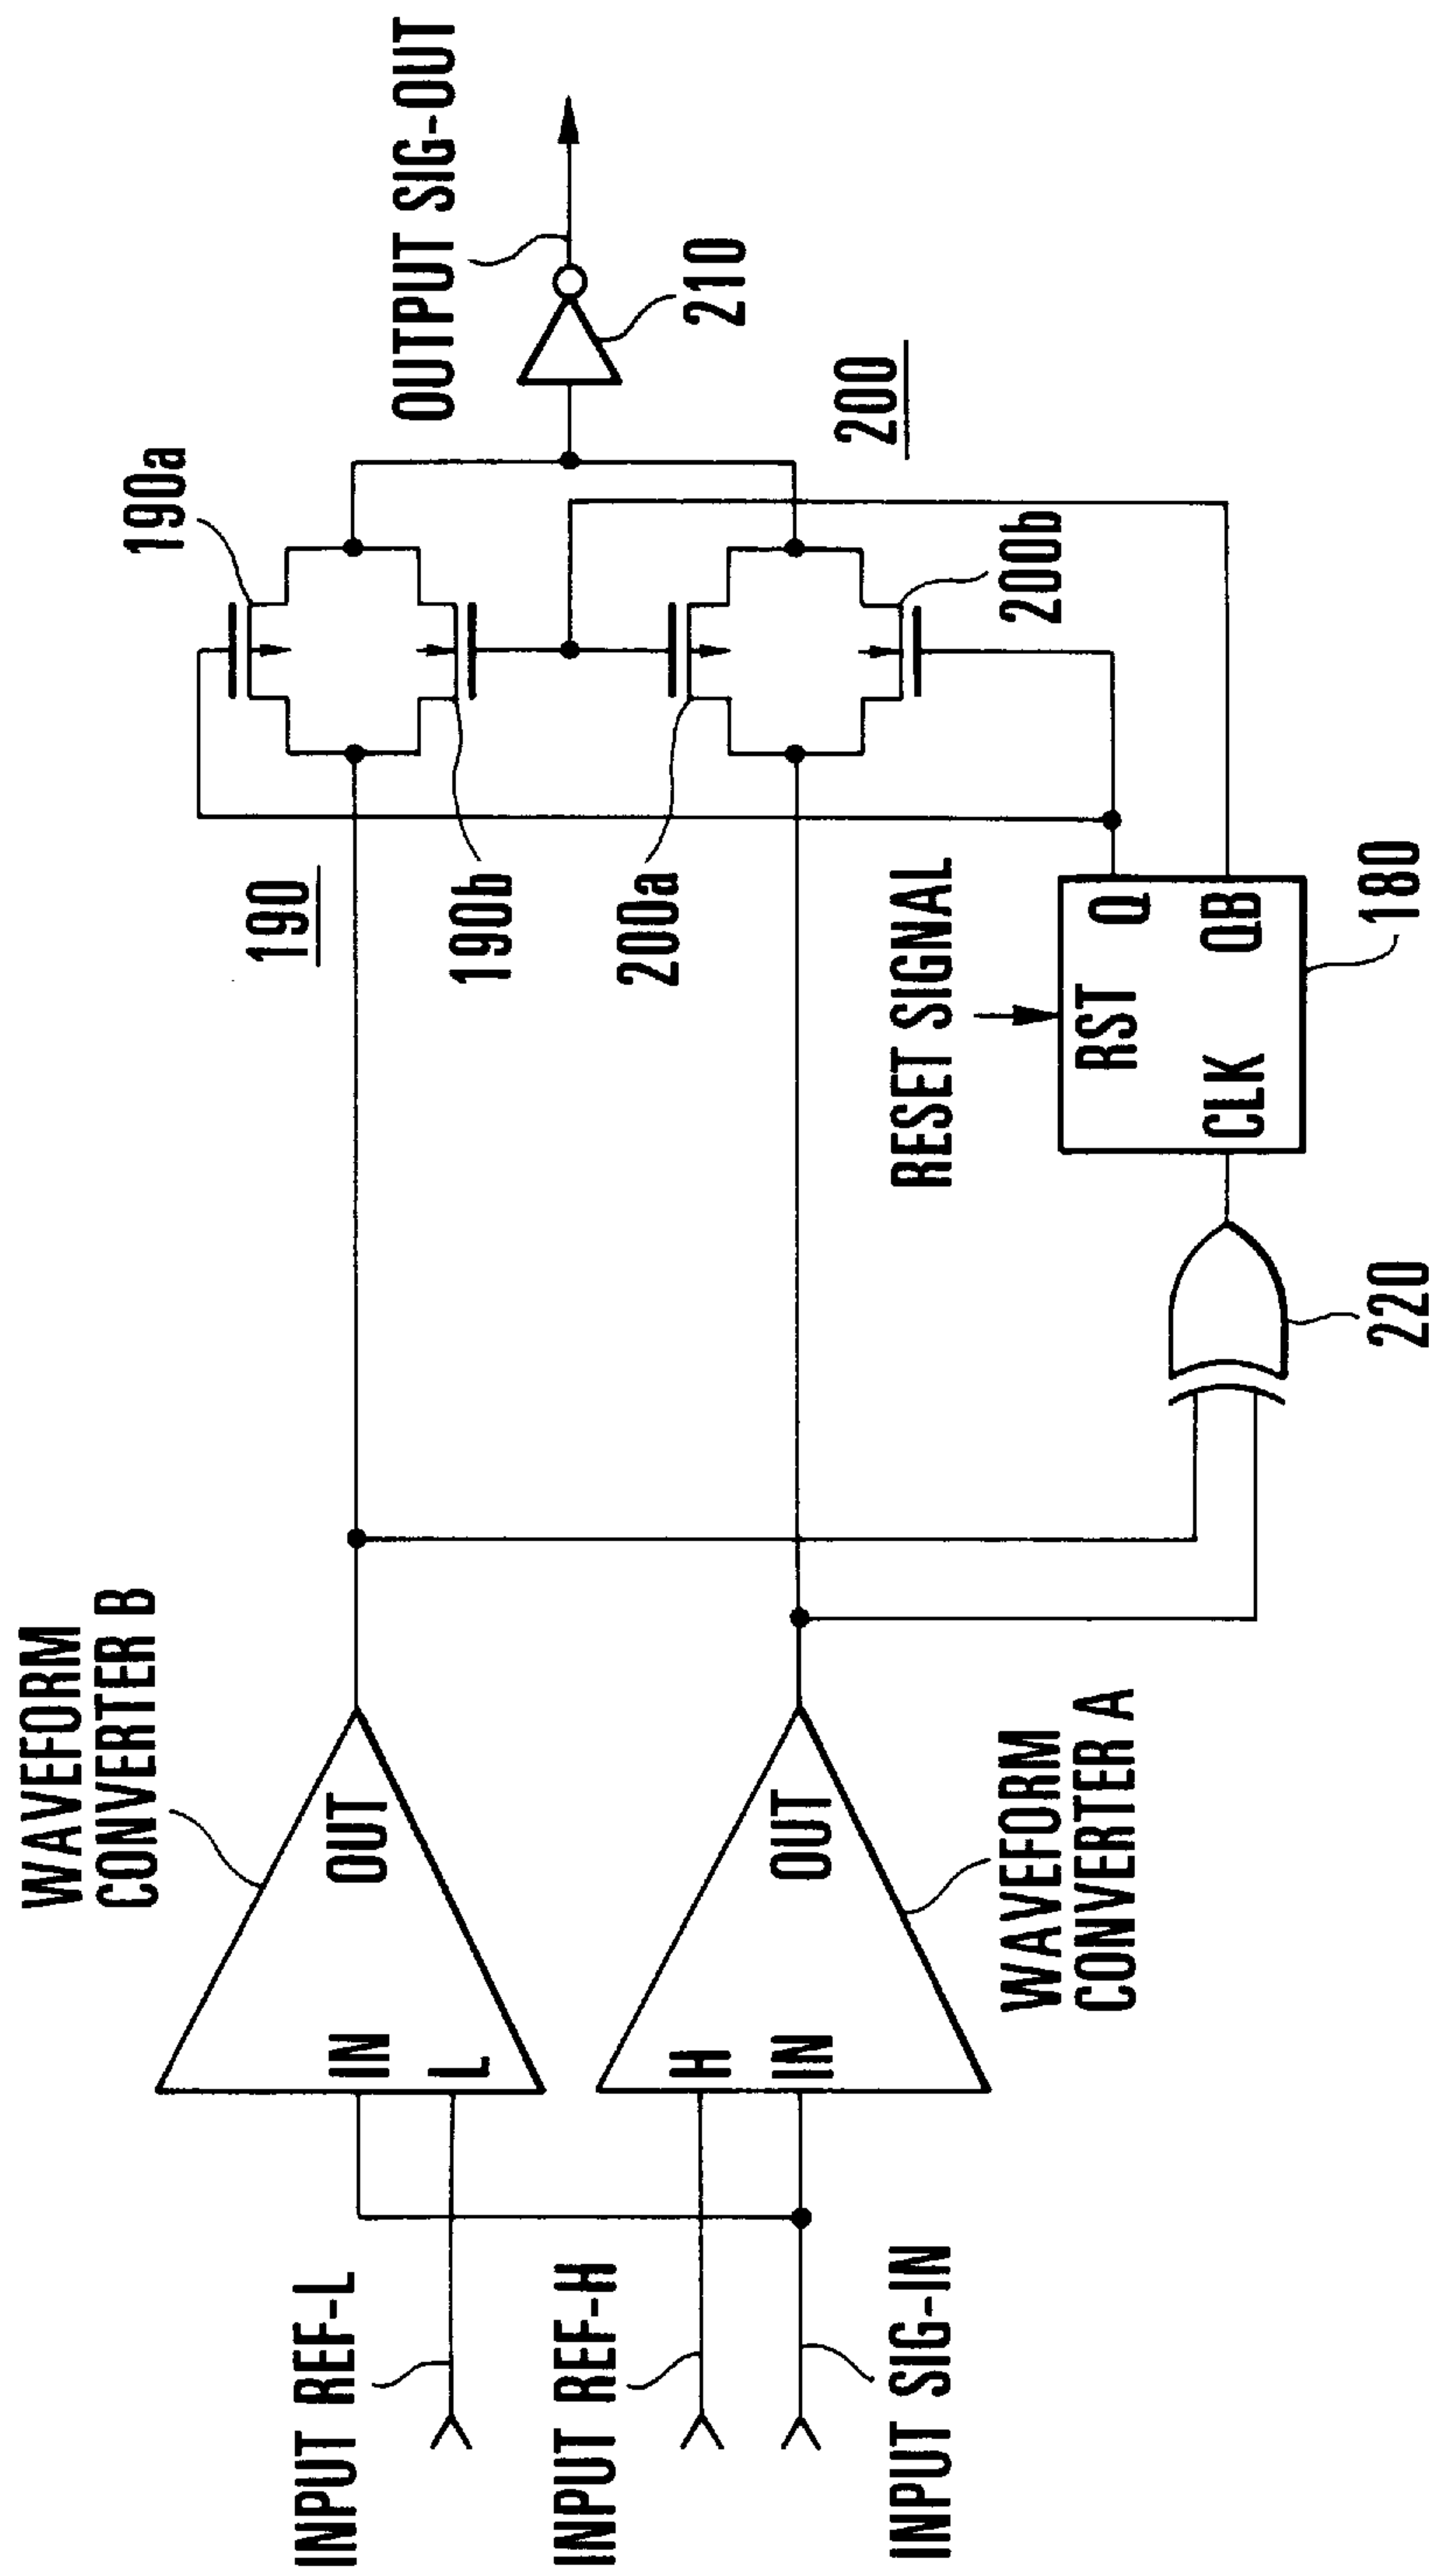 WAVEFORM
CONVERTER B
IN
L
OUT
INPUT REF-L
INPUT REF-H
INPUT SIG-IN
H
IN
OUT
WAVEFORM
CONVERTER A
190
190a
190b
200a
200b
200
OUTPUT SIG-OUT
210
RESET SIGNAL
RST
Q
CLK
QB
180
220